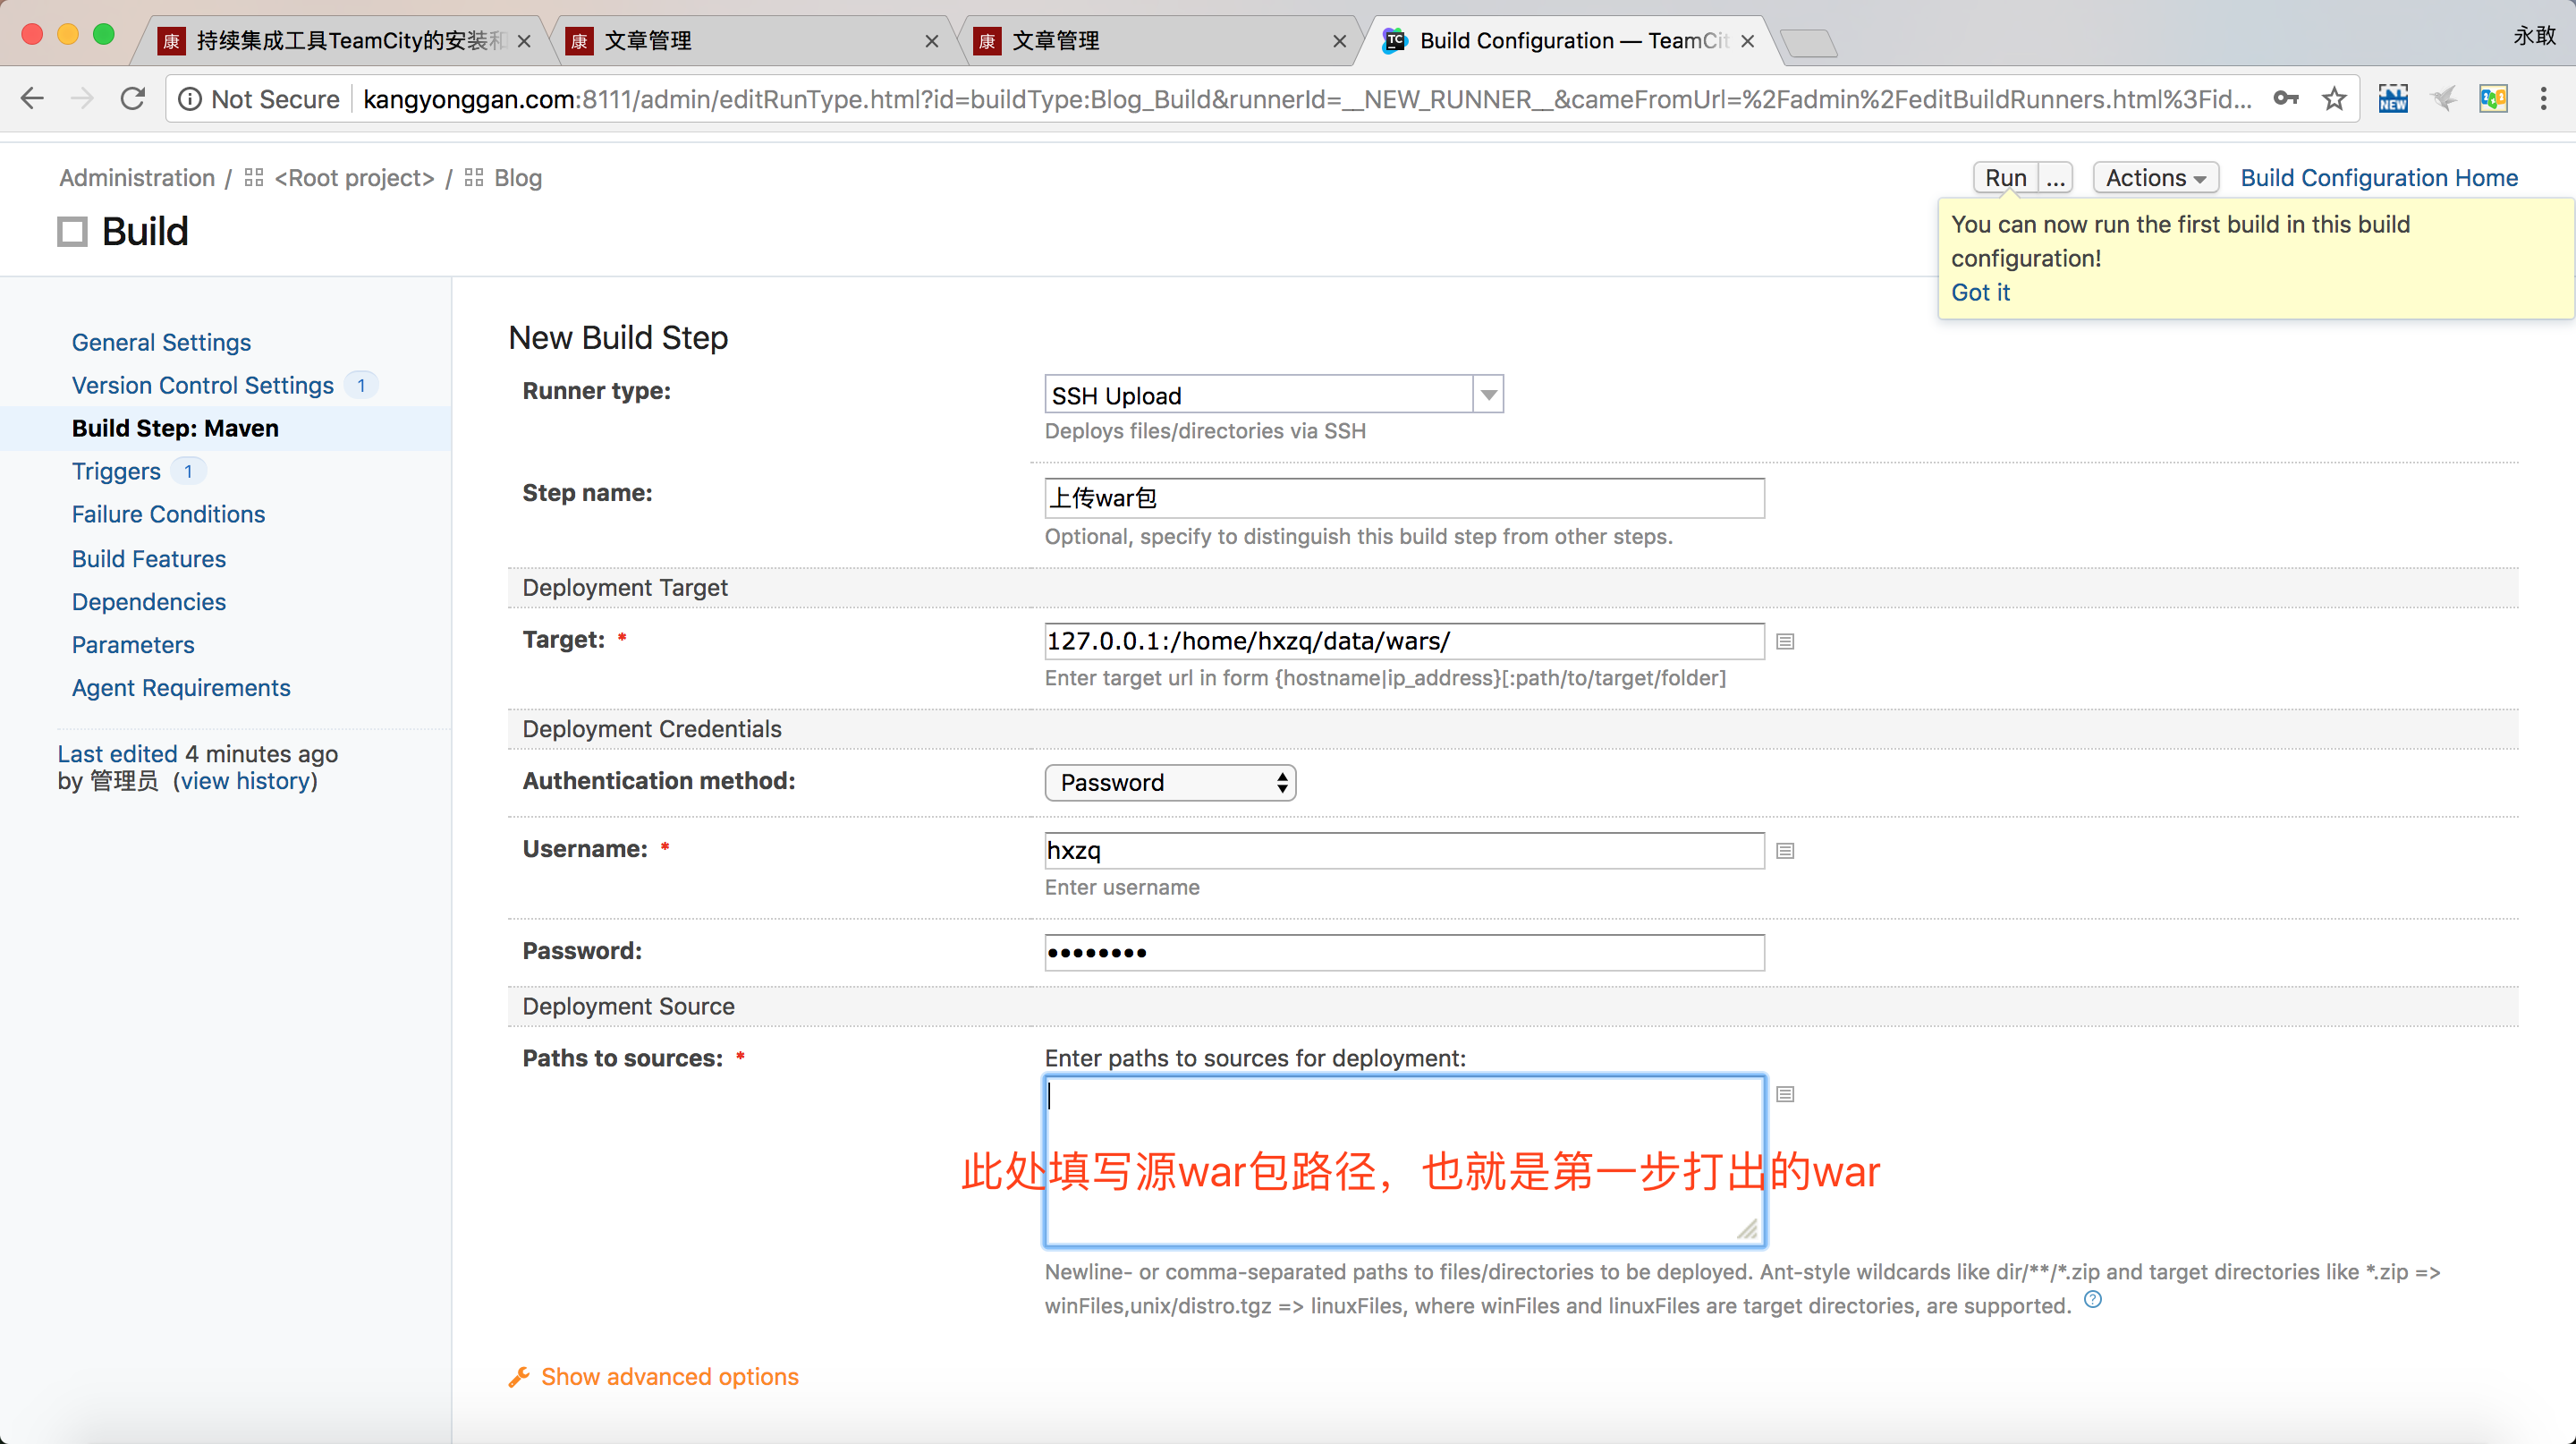 康 持续集成工具TeamCity的安装和
康 文章管理
康 文章管理
TC Build Configuration — TeamCit
永敢
Not Secure
kangyonggan.com:8111/admin/editRunType.html?id=buildType:Blog_Build&runnerId=__NEW_RUNNER__&cameFromUrl=%2Fadmin%2FeditBuildRunners.html%3Fid...
NEW
Administration / <Root project> / Blog
Run ...
Actions
Build Configuration Home
Build
You can now run the first build in this build
configuration!
Got it
General Settings
Version Control Settings 1
Build Step: Maven
Triggers 1
Failure Conditions
Build Features
Dependencies
Parameters
Agent Requirements
Last edited 4 minutes ago
by 管理员 (view history)
New Build Step
Runner type:
SSH Upload
Deploys files/directories via SSH
Step name:
上传war包
Optional, specify to distinguish this build step from other steps.
Deployment Target
Target: *
127.0.0.1:/home/hxzq/data/wars/
Enter target url in form {hostname|ip_address}[:path/to/target/folder]
Deployment Credentials
Authentication method:
Password
Username: *
hxzq
Enter username
Password:
••••••••
Deployment Source
Paths to sources: *
Enter paths to sources for deployment:
此处填写源war包路径，也就是第一步打出的war
Newline- or comma-separated paths to files/directories to be deployed. Ant-style wildcards like dir/**/*.zip and target directories like *.zip =>
winFiles,unix/distro.tgz => linuxFiles, where winFiles and linuxFiles are target directories, are supported. ?
Show advanced options